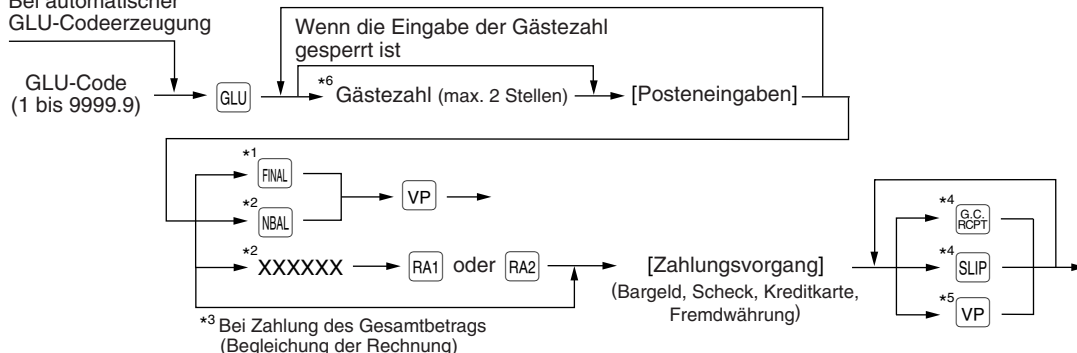 Bei automatischer
GLU-Codeerzeugung
Wenn die Eingabe der Gästezahl
gesperrt ist
GLU-Code
(1 bis 9999.9)
GLU
*6 Gästezahl (max. 2 Stellen)
[Posteneingaben]
*1 FINAL
*2 NBAL
VP
*2 XXXXXX
RA1 oder RA2
[Zahlungsvorgang]
(Bargeld, Scheck, Kreditkarte,
Fremdwährung)
*4 G.C.
RCPT
*4 SLIP
*5 VP
*3 Bei Zahlung des Gesamtbetrags
(Begleichung der Rechnung)